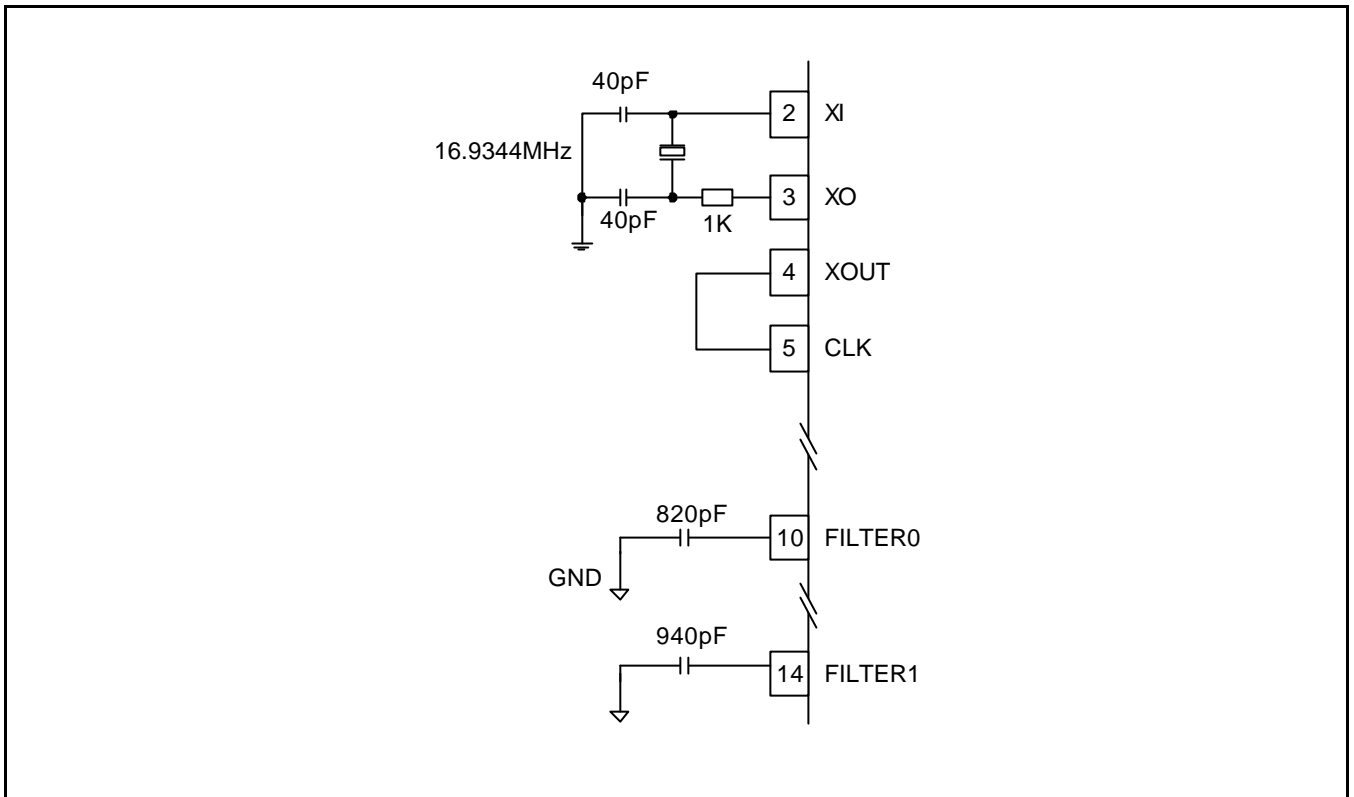 40pF
2 XI
16.9344MHz
3 XO
40pF
1K
4 XOUT
5 CLK
820pF
10 FILTER0
GND
940pF
14 FILTER1